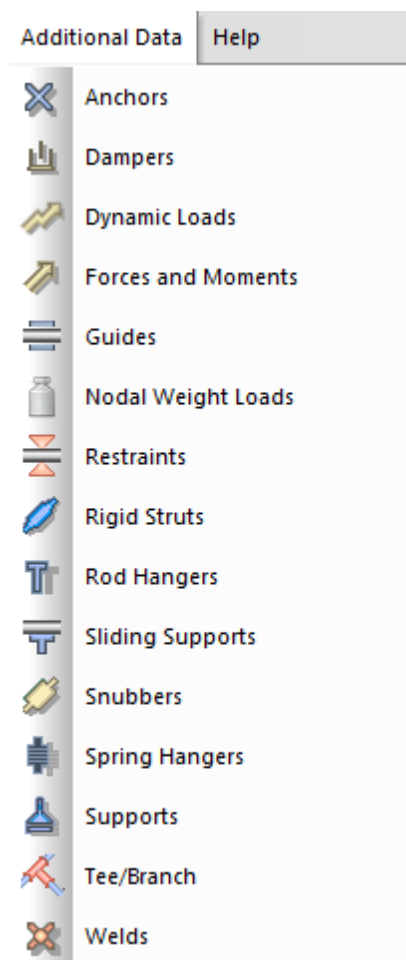 Additional Data Help
Anchors
Dampers
Dynamic Loads
Forces and Moments
Guides
Nodal Weight Loads
Restraints
Rigid Struts
Rod Hangers
Sliding Supports
Snubbers
Spring Hangers
Supports
Tee/Branch
Welds